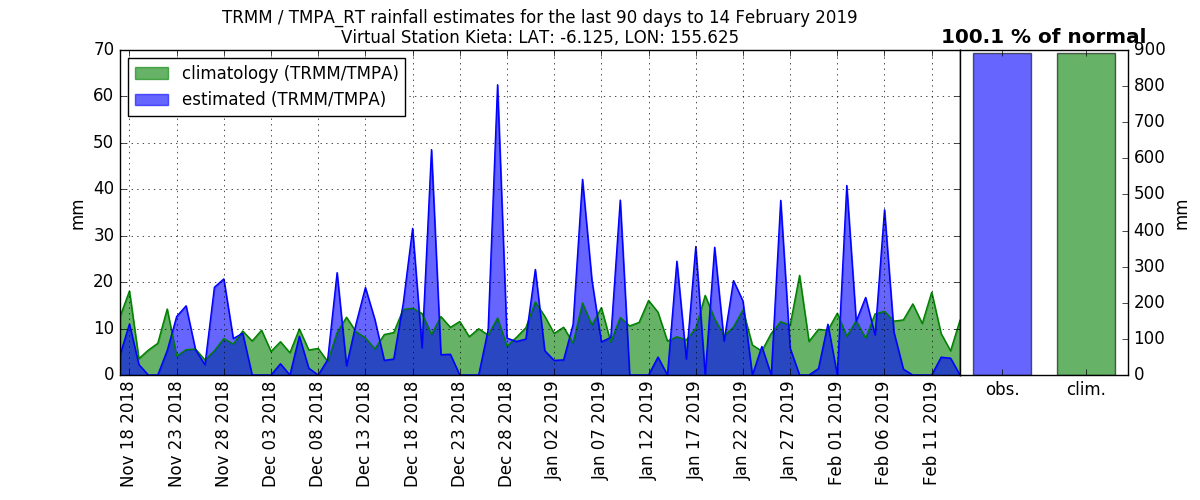 TRMM / TMPA_RT rainfall estimates for the last 90 days to 14 February 2019
Virtual Station Kieta: LAT: -6.125, LON: 155.625
100.1 % of normal
climatology (TRMM/TMPA)
estimated (TRMM/TMPA)
70
60
50
40
30
20
10
0
mm
900
800
700
600
500
400
300
200
100
0
mm
obs.
clim.
Nov 18 2018
Nov 23 2018
Nov 28 2018
Dec 03 2018
Dec 08 2018
Dec 13 2018
Dec 18 2018
Dec 23 2018
Dec 28 2018
Jan 02 2019
Jan 07 2019
Jan 12 2019
Jan 17 2019
Jan 22 2019
Jan 27 2019
Feb 01 2019
Feb 06 2019
Feb 11 2019